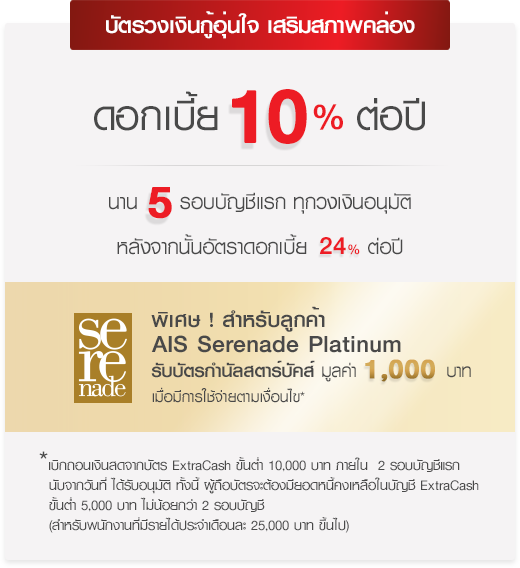 บัตรวงเงินกู้อุ่นใจ เสริมสภาพคล่อง
ดอกเบี้ย 10% ต่อปี
นาน 5 รอบบัญชีแรก ทุกวงเงินอนุมัติ
หลังจากนั้นอัตราดอกเบี้ย 24% ต่อปี
se
re
nade
พิเศษ ! สำหรับลูกค้า
AIS Serenade Platinum
รับบัตรกำนัลสตาร์บัคส์ มูลค่า 1,000 บาท
เมื่อมีการใช้จ่ายตามเงื่อนไข*
*เบิกถอนเงินสดจากบัตร ExtraCash ขั้นต่ำ 10,000 บาท ภายใน 2 รอบบัญชีแรก
นับจากวันที่ ได้รับอนุมัติ ทั้งนี้ ผู้ถือบัตรจะต้องมียอดหนี้คงเหลือในบัญชี ExtraCash
ขั้นต่ำ 5,000 บาท ไม่น้อยกว่า 2 รอบบัญชี
(สำหรับพนักงานที่มีรายได้ประจำเดือนละ 25,000 บาท ขึ้นไป)